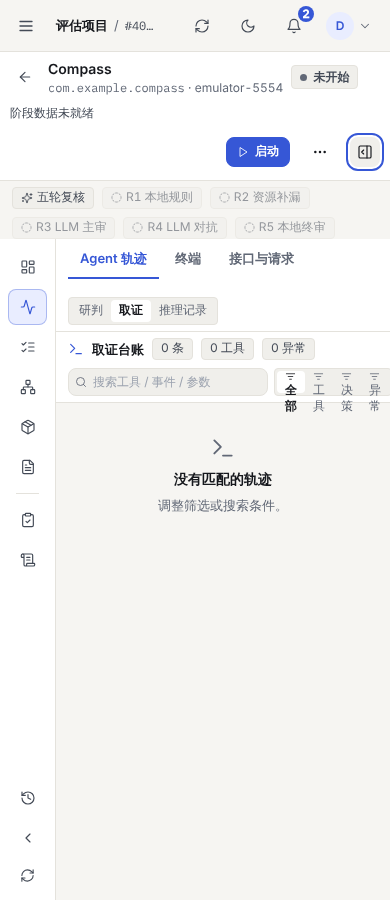 评估项目 / #40… 2 D
Compass
com.example.compass · emulator-5554 未开始
阶段数据未就绪
启动
五轮复核 R1 本地规则 R2 资源补漏
R3 LLM 主审 R4 LLM 对抗 R5 本地终审
Agent 轨迹 终端 接口与请求
研判 取证 推理记录
取证台账 0 条 0 工具 0 异常
搜索工具 / 事件 / 参数 全部 工具 决策 异常
没有匹配的轨迹
调整筛选或搜索条件。